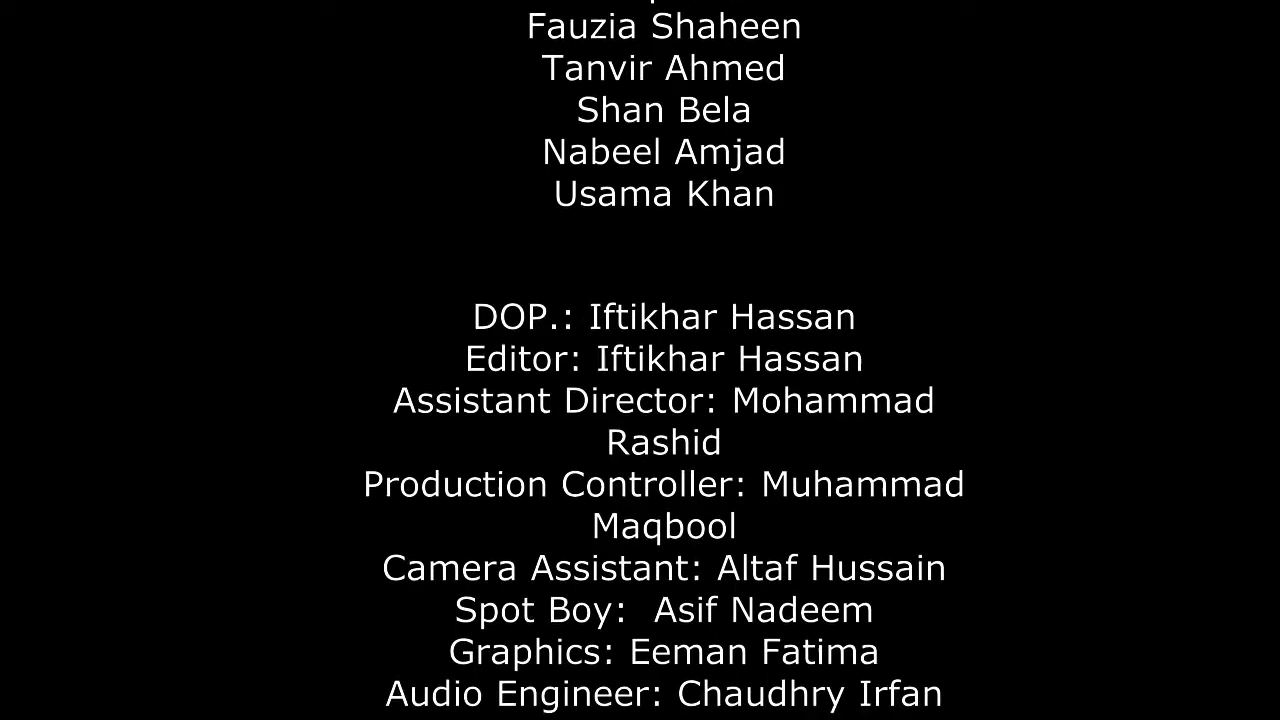 Fauzia Shaheen
Tanvir Ahmed
Shan Bela
Nabeel Amjad
Usama Khan
DOP.: Iftikhar Hassan
Editor: Iftikhar Hassan
Assistant Director: Mohammad
Rashid
Production Controller: Muhammad
Maqbool
Camera Assistant: Altaf Hussain
Spot Boy:  Asif Nadeem
Graphics: Eeman Fatima
Audio Engineer: Chaudhry Irfan